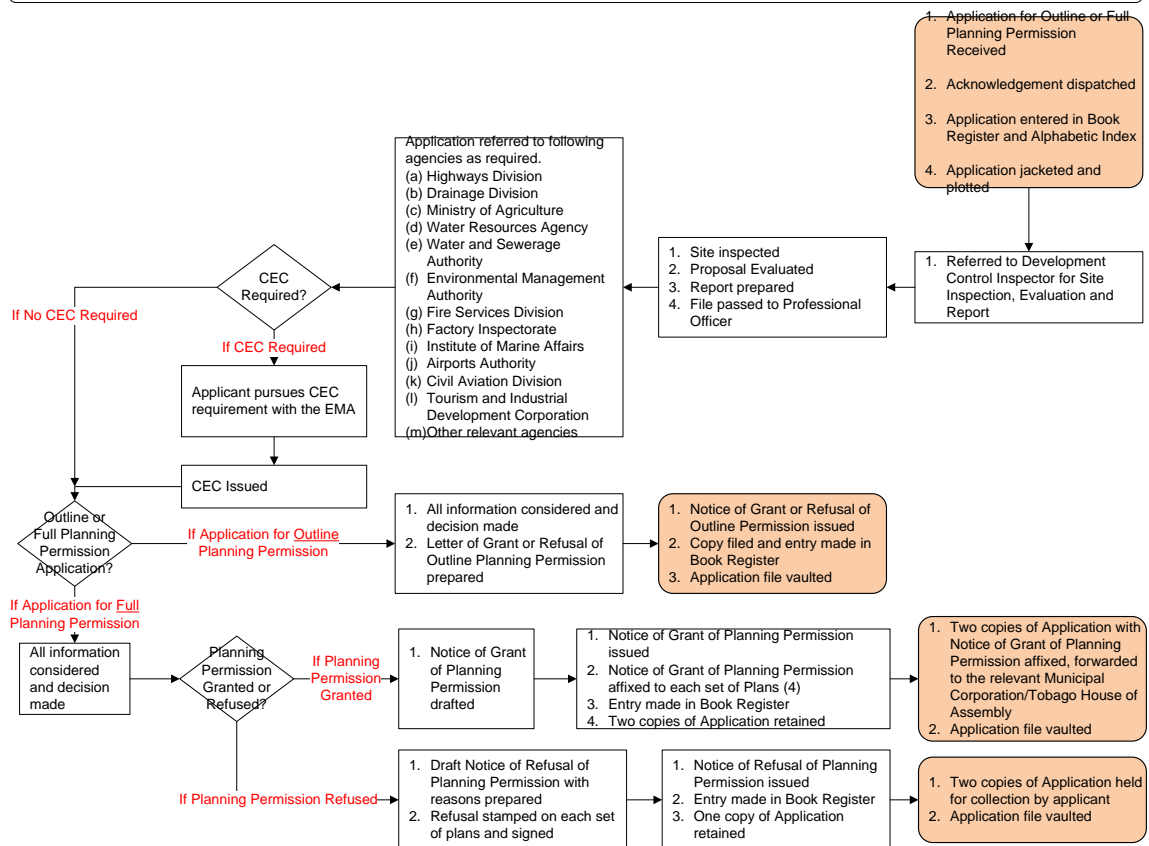 1. Application for Outline or Full
Planning Permission
Received
2. Acknowledgement dispatched
3. Application entered in Book
Register and Alphabetic Index
4. Application jacketed and
plotted
1. Referred to Development
Control Inspector for Site
Inspection, Evaluation and
Report
1. Site inspected
2. Proposal Evaluated
3. Report prepared
4. File passed to Professional
Officer
Application referred to following
agencies as required.
(a) Highways Division
(b) Drainage Division
(c) Ministry of Agriculture
(d) Water Resources Agency
(e) Water and Sewerage
Authority
(f) Environmental Management
Authority
(g) Fire Services Division
(h) Factory Inspectorate
(i) Institute of Marine Affairs
(j) Airports Authority
(k) Civil Aviation Division
(l) Tourism and Industrial
Development Corporation
(m)Other relevant agencies
CEC
Required?
If No CEC Required
If CEC Required
Applicant pursues CEC
requirement with the EMA
CEC Issued
Outline or
Full Planning
Permission
Application?
If Application for Outline
Planning Permission
1. All information considered and
decision made
2. Letter of Grant or Refusal of
Outline Planning Permission
prepared
1. Notice of Grant or Refusal of
Outline Permission issued
2. Copy filed and entry made in
Book Register
3. Application file vaulted
If Application for Full
Planning Permission
All information
considered
and decision
made
Planning
Permission
Granted or
Refused?
If Planning
Permission
Granted
1. Notice of Grant
of Planning
Permission
drafted
1. Notice of Grant of Planning Permission
issued
2. Notice of Grant of Planning Permission
affixed to each set of Plans (4)
3. Entry made in Book Register
4. Two copies of Application retained
1. Two copies of Application with
Notice of Grant of Planning
Permission affixed, forwarded
to the relevant Municipal
Corporation/Tobago House of
Assembly
2. Application file vaulted
If Planning Permission Refused
1. Draft Notice of Refusal of
Planning Permission with
reasons prepared
2. Refusal stamped on each set
of plans and signed
1. Notice of Refusal of Planning
Permission issued
2. Entry made in Book Register
3. One copy of Application
retained
1. Two copies of Application held
for collection by applicant
2. Application file vaulted